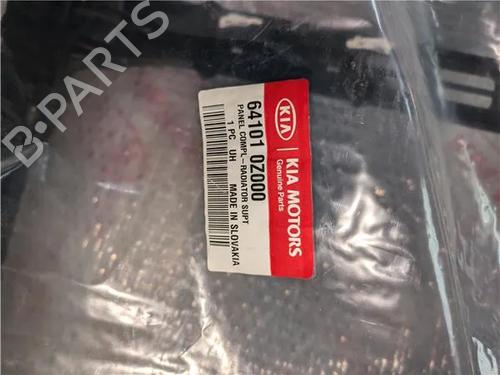 KIA
KIA MOTORS
Genuine Parts
64101 0Z000
PANEL COMPL-RADIATOR SUPT
1 PC UH MADE IN SLOVAKIA
B-PARTS